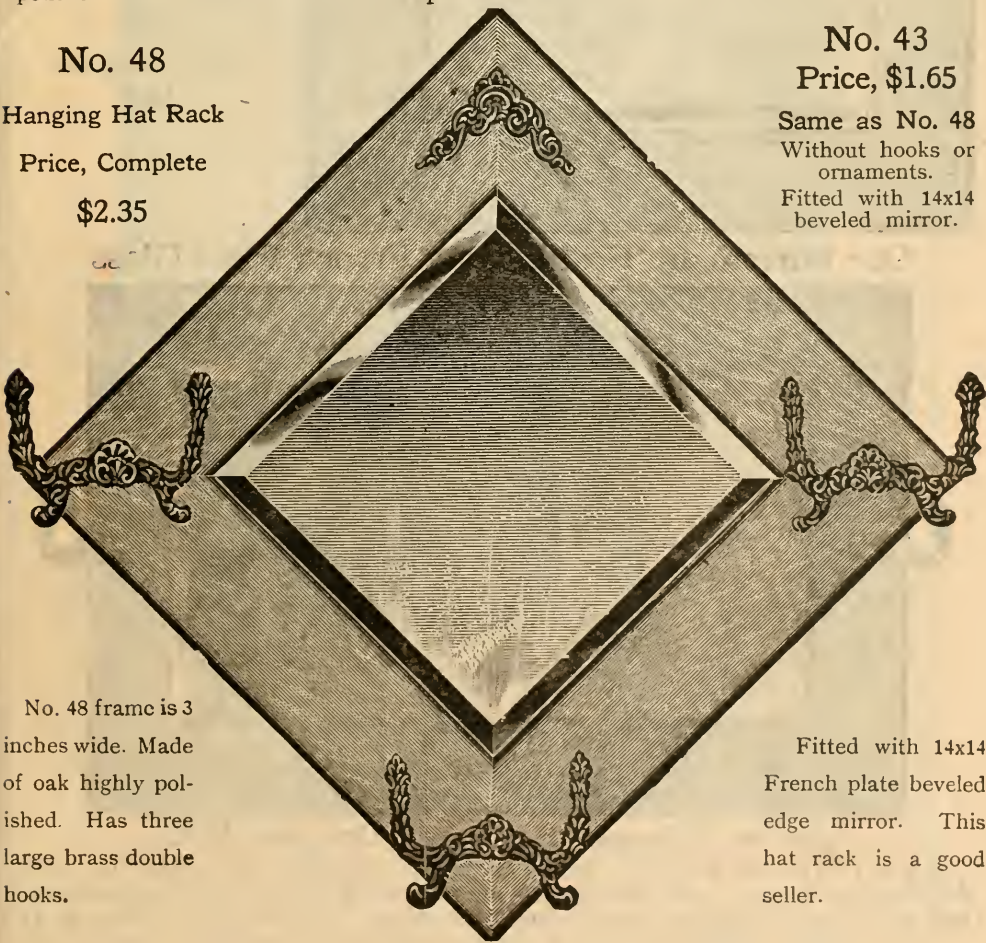 No. 48
Hanging Hat Rack
Price, Complete
$2.35
No. 43
Price, $1.65
Same as No. 48
Without hooks or
ornaments.
Fitted with 14x14
beveled mirror.
No. 48 frame is 3
inches wide. Made
of oak highly pol-
ished. Has three
large brass double
hooks.
Fitted with 14x14
French plate beveled
edge mirror. This
hat rack is a good
seller.